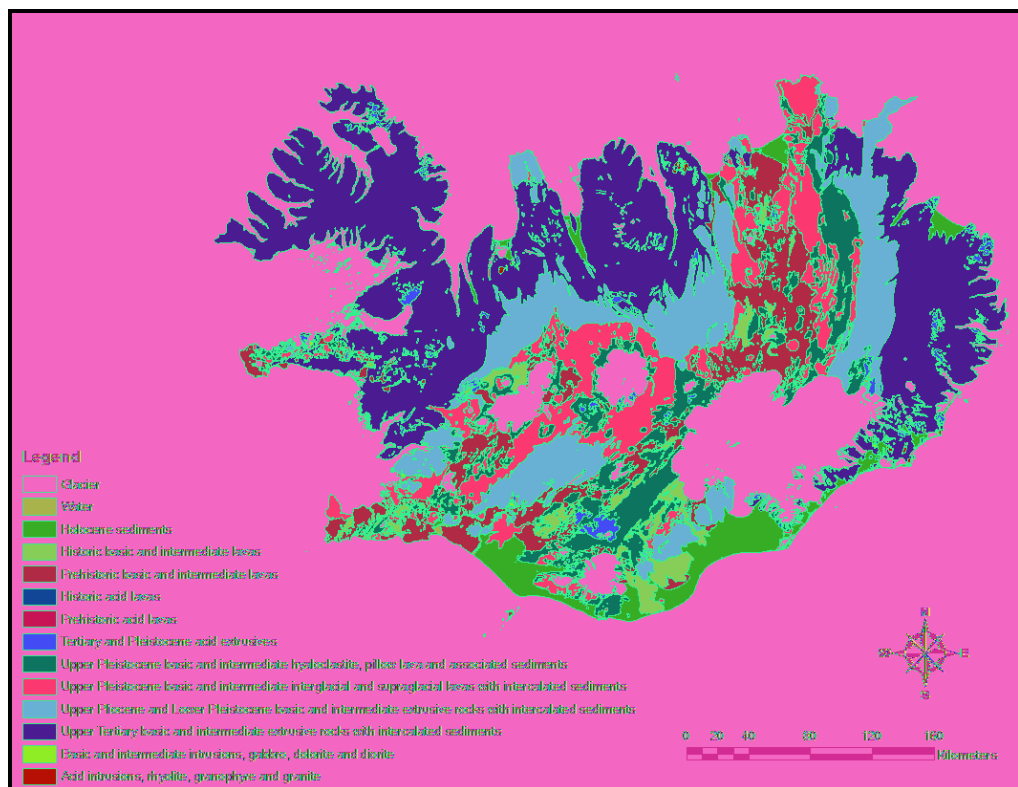 Legend
Glacier
Water
Holocene sediments
Historic basic and intermediate lavas
Prehistoric basic and intermediate lavas
Historic acid lavas
Prehistoric acid lavas
Tertiary and Pleistocene acid extrusives
Upper Pleistocene basic and intermediate hyaloclastite, pillow lava and associated sediments
Upper Pleistocene basic and intermediate interglacial and supraglacial lavas with intercalated sediments
Upper Pliocene and Lower Pleistocene basic and intermediate extrusive rocks with intercalated sediments
Upper Tertiary basic and intermediate extrusive rocks with intercalated sediments
Basic and intermediate intrusions, gabbro, dolerite and diorite
Acid intrusions, rhyolite, granophyre and granite
N
W E
S
0 20 40 80 120 160
Kilometers